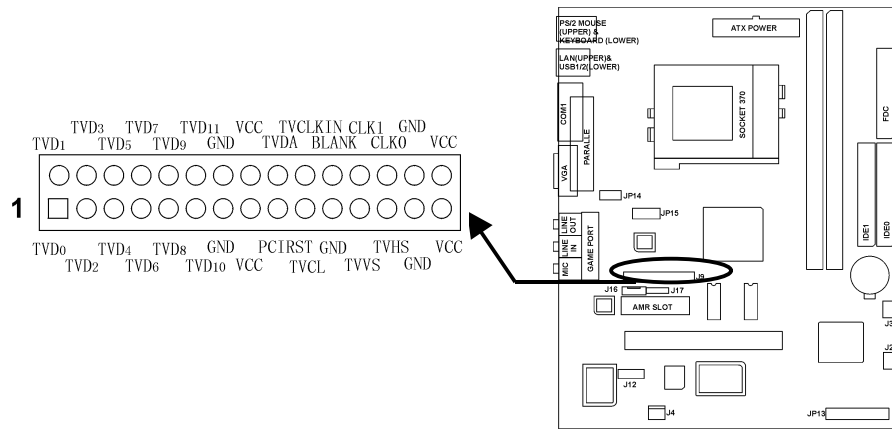 TVD3 TVD7 TVD11 VCC TVCLKIN CLK1 GND
TVD1 TVD5 TVD9 GND TVDA BLANK CLK0 VCC
1
TVD0 TVD4 TVD8 GND PCIRST GND TVHS VCC
TVD2 TVD6 TVD10 VCC TVCL TVVS GND
PS/2 MOUSE
(UPPER) &
KEYBOARD (LOWER)
ATX POWER
LAN(UPPER)&
USB1/2(LOWER)
COM1
PARALLE
VGA
SOCKET 370
FDC
JP14
JP15
IDE1
IDE0
LINE
OUT
LINE
IN
MIC
GAME PORT
J9
J16
J17
AMR SLOT
J3
J2
J12
J4
JP13